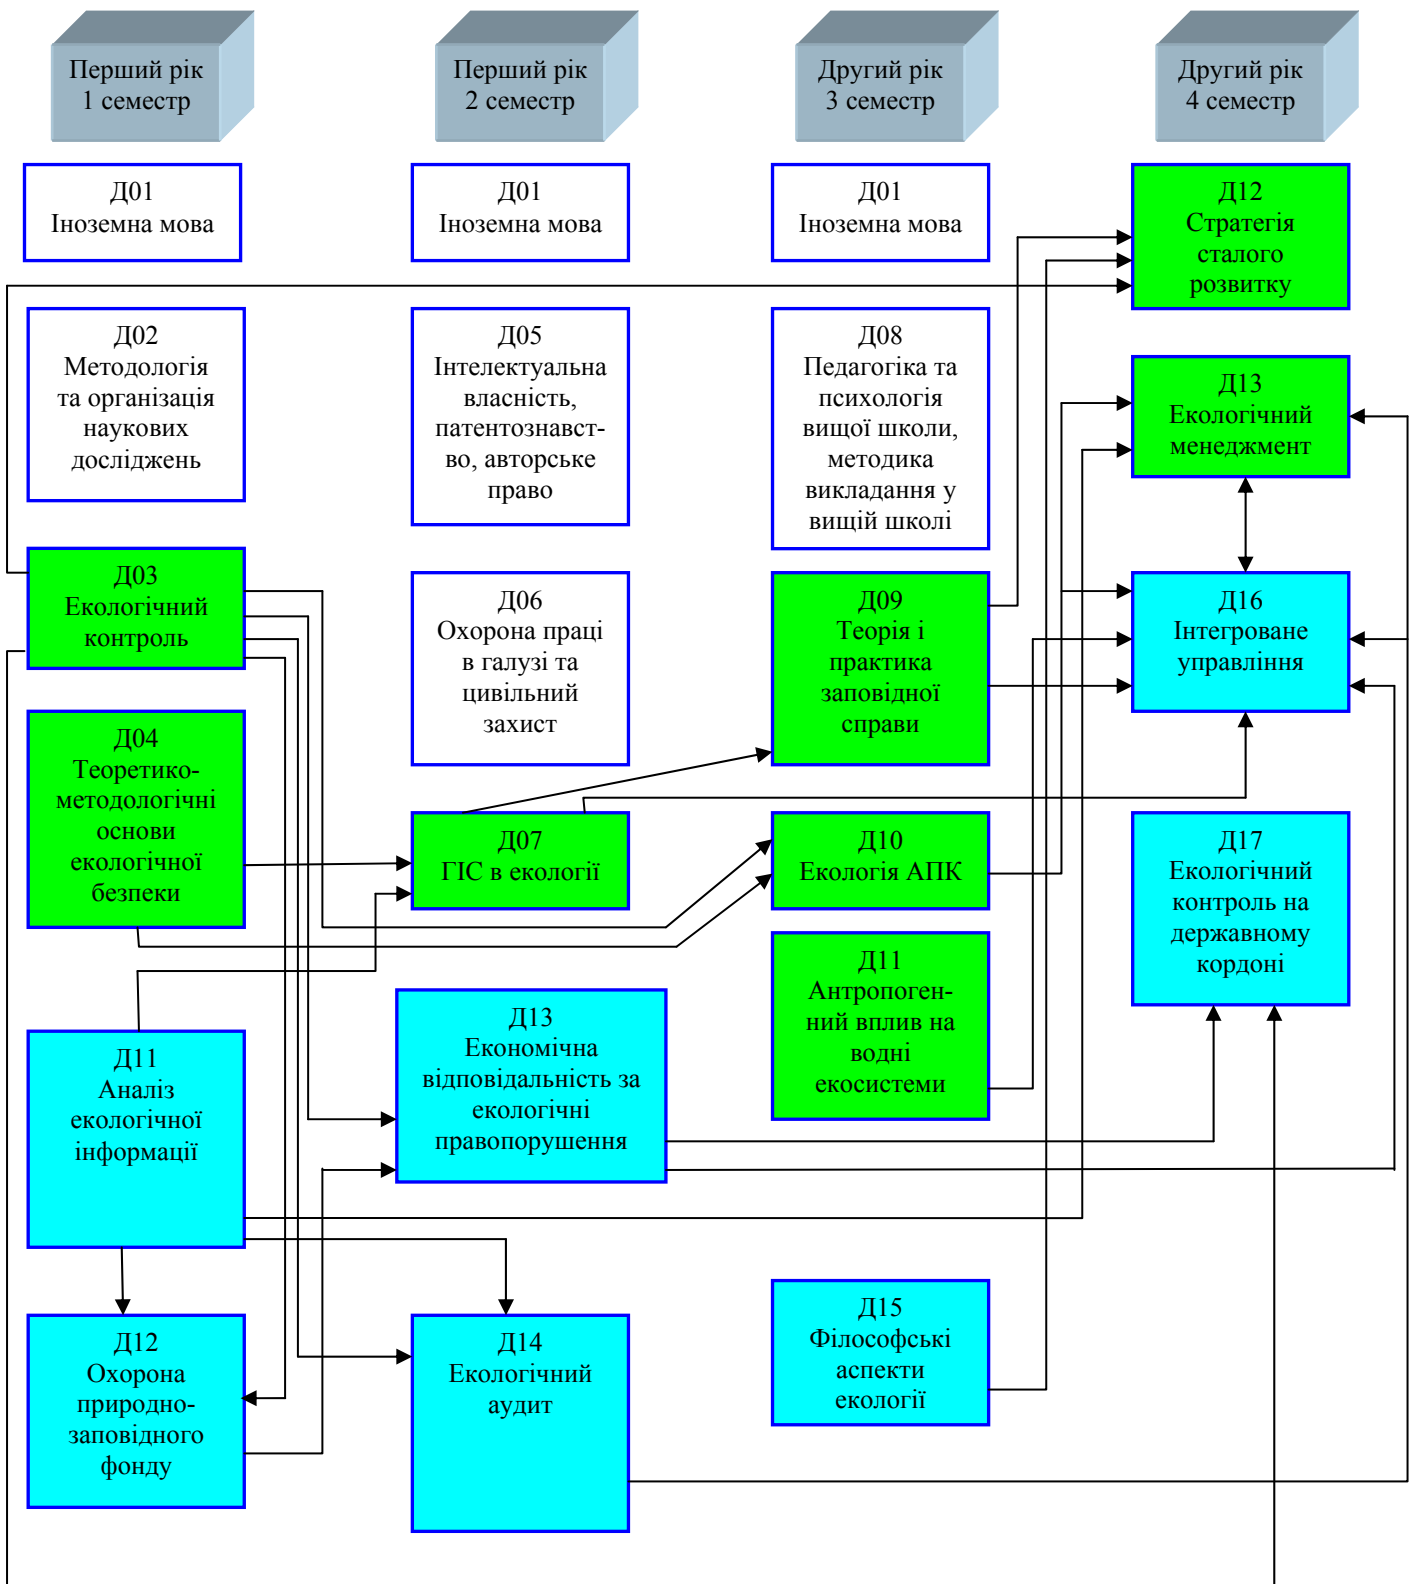 Перший рік
1 семестр
Перший рік
2 семестр
Другий рік
3 семестр
Другий рік
4 семестр
Д01
Іноземна мова
Д01
Іноземна мова
Д01
Іноземна мова
Д12
Стратегія
сталого
розвитку
Д02
Методологія
та організація
наукових
досліджень
Д05
Інтелектуальна
власність,
патентознавст-
во, авторське
право
Д08
Педагогіка та
психологія
вищої школи,
методика
викладання у
вищій школі
Д13
Екологічний
менеджмент
Д03
Екологічний
контроль
Д06
Охорона праці
в галузі та
цивільний
захист
Д09
Теорія і
практика
заповідної
справи
Д16
Інтегроване
управління
Д04
Теоретико-
методологічні
основи
екологічної
безпеки
Д07
ГІС в екології
Д10
Екологія АПК
Д17
Екологічний
контроль на
державному
кордоні
Д11
Антропоген-
ний вплив на
водні
екосистеми
Д11
Аналіз
екологічної
інформації
Д13
Економічна
відповідальність за
екологічні
правопорушення
Д12
Охорона
природно-
заповідного
фонду
Д14
Екологічний
аудит
Д15
Філософські
аспекти
екології